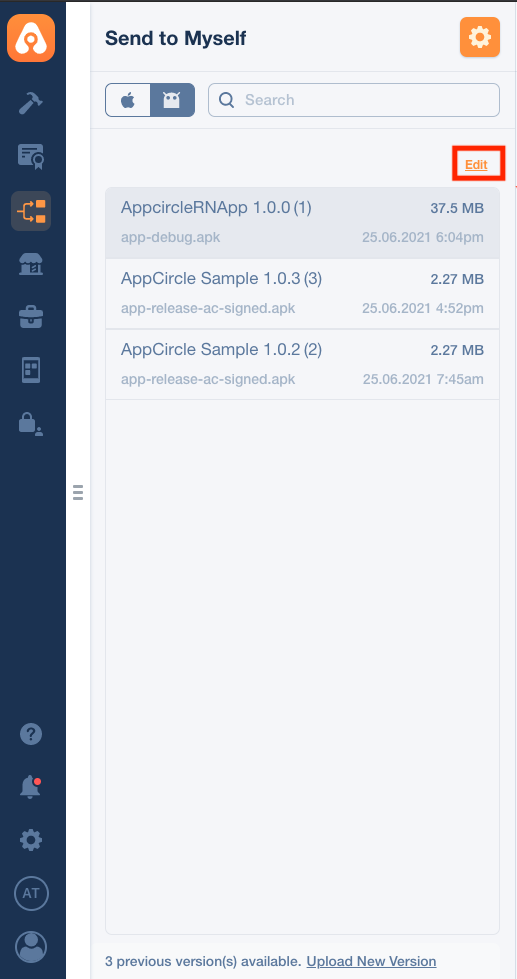 Send to Myself
Search
Edit
AppcircleRNApp 1.0.0 (1) 37.5 MB
app-debug.apk 25.06.2021 6:04pm
AppCircle Sample 1.0.3 (3) 2.27 MB
app-release-ac-signed.apk 25.06.2021 4:52pm
AppCircle Sample 1.0.2 (2) 2.27 MB
app-release-ac-signed.apk 25.06.2021 7:45am
?
AT
3 previous version(s) available. Upload New Version